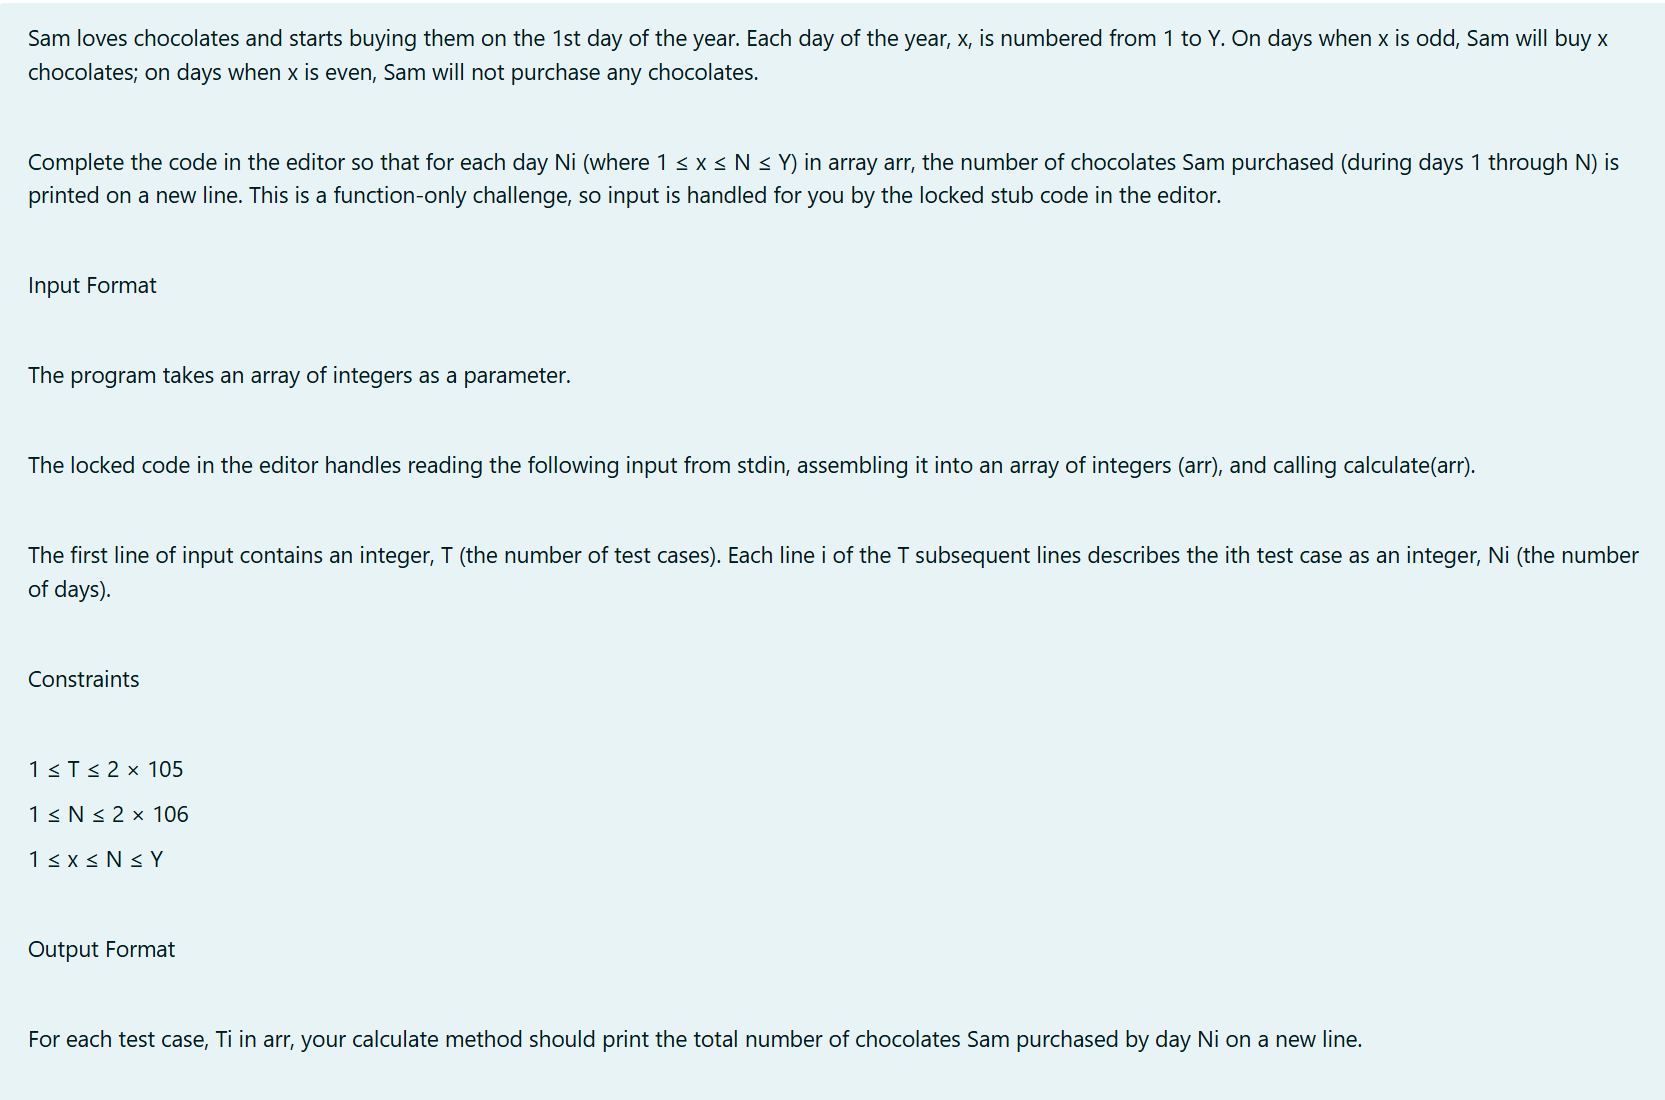 Sam loves chocolates and starts buying them on the 1st day of the year. Each day of the year, x, is numbered from 1 to Y. On days when x is odd, Sam will buy x
chocolates; on days when x is even, Sam will not purchase any chocolates.
Complete the code in the editor so that for each day Ni (where 1 ≤ x ≤ N ≤ Y) in array arr, the number of chocolates Sam purchased (during days 1 through N) is
printed on a new line. This is a function-only challenge, so input is handled for you by the locked stub code in the editor.
Input Format
The program takes an array of integers as a parameter.
The locked code in the editor handles reading the following input from stdin, assembling it into an array of integers (arr), and calling calculate(arr).
The first line of input contains an integer, T (the number of test cases). Each line i of the T subsequent lines describes the ith test case as an integer, Ni (the number
of days).
Constraints
1 ≤ T ≤ 2 × 105
1 ≤ N ≤ 2 × 106
1 ≤ x ≤ N ≤ Y
Output Format
For each test case, Ti in arr, your calculate method should print the total number of chocolates Sam purchased by day Ni on a new line.